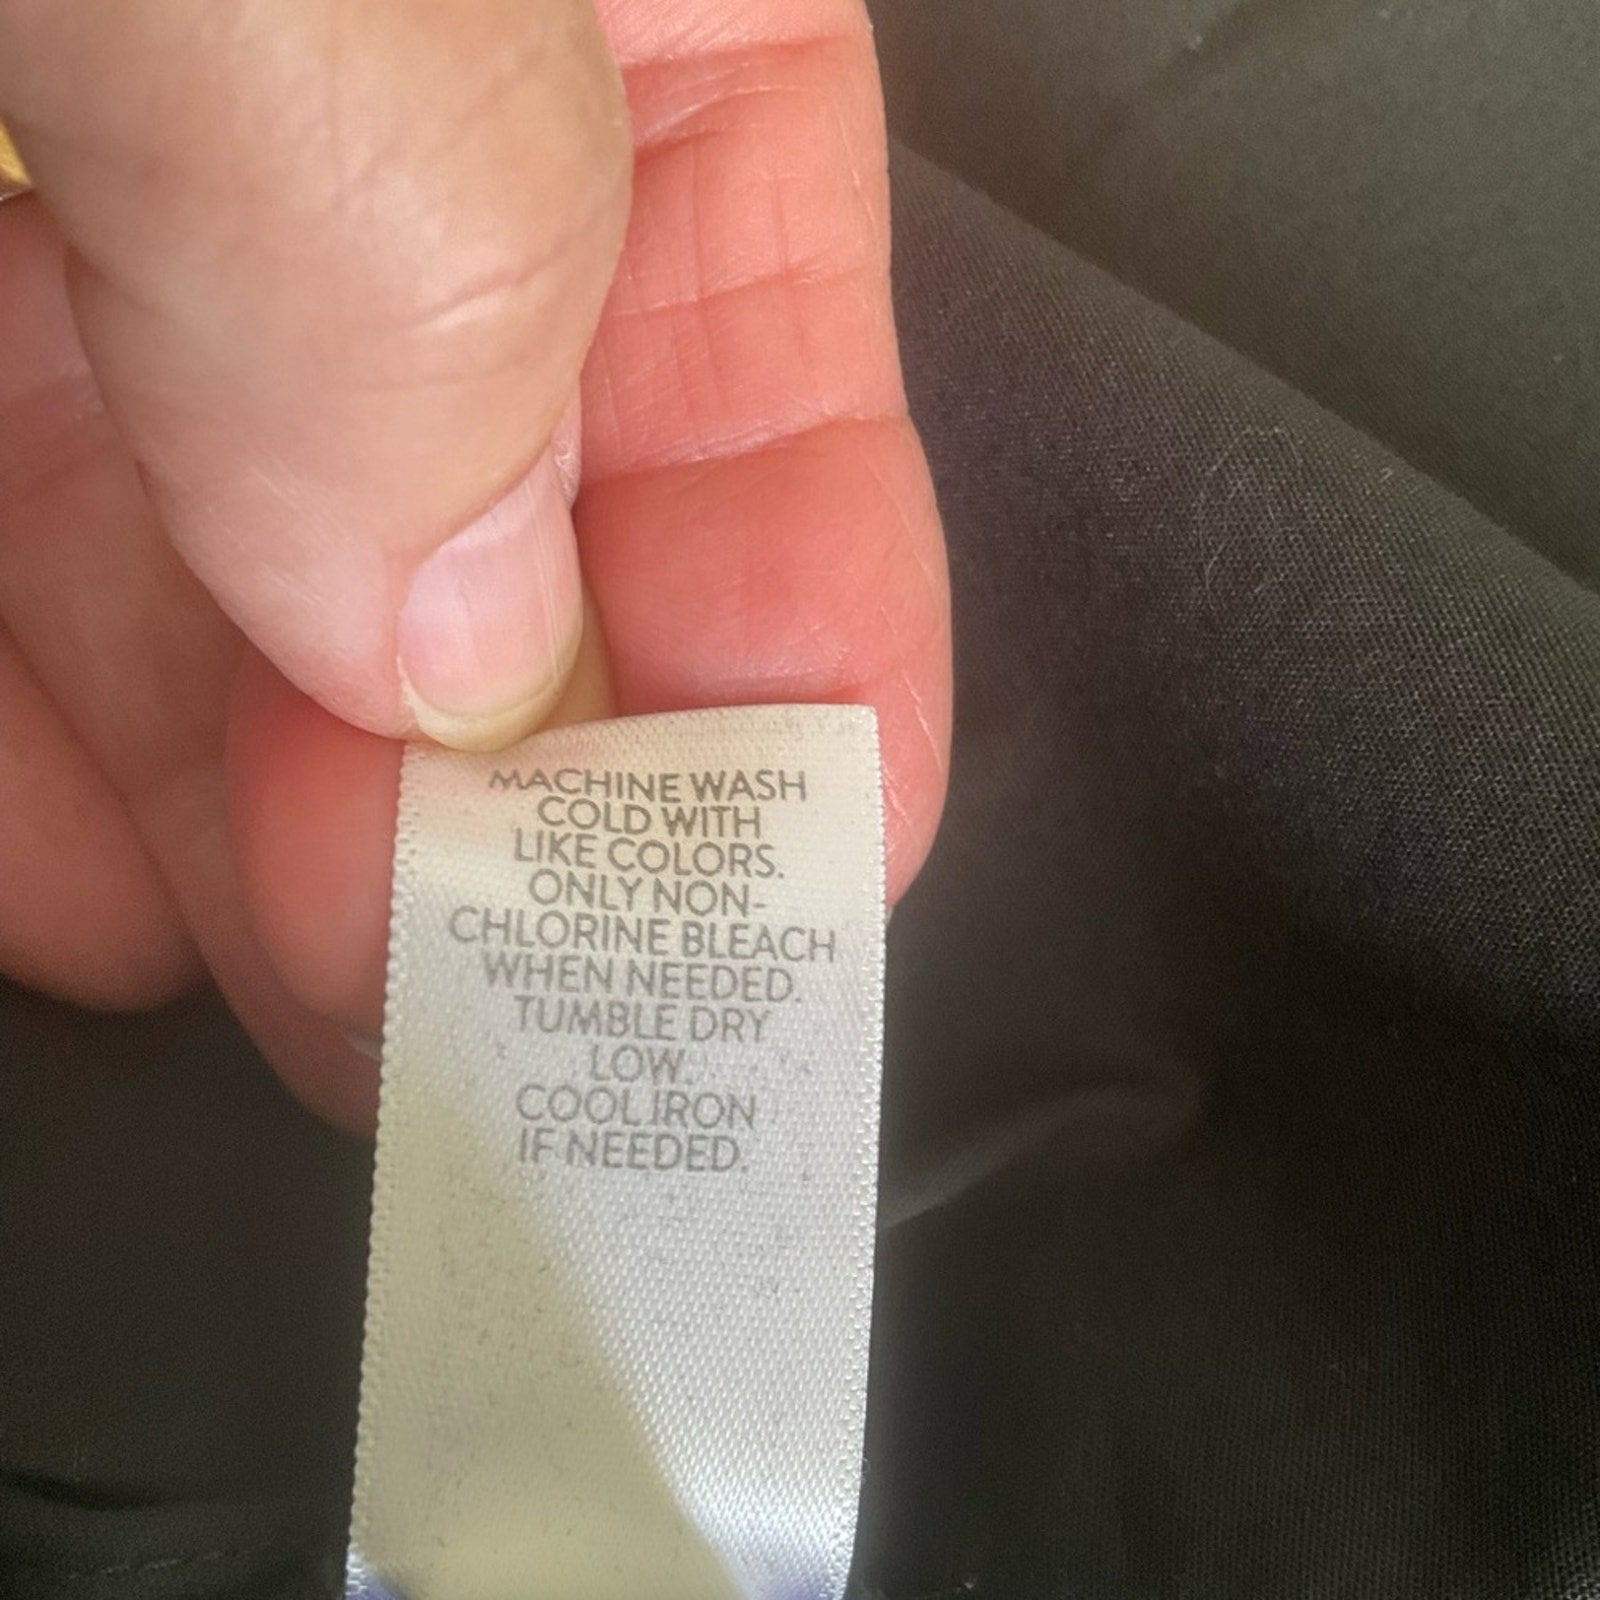 MACHINE WASH
COLD WITH
LIKE COLORS.
ONLY NON-
CHLORINE BLEACH
WHEN NEEDED.
TUMBLE DRY
LOW.
COOL IRON
IF NEEDED.